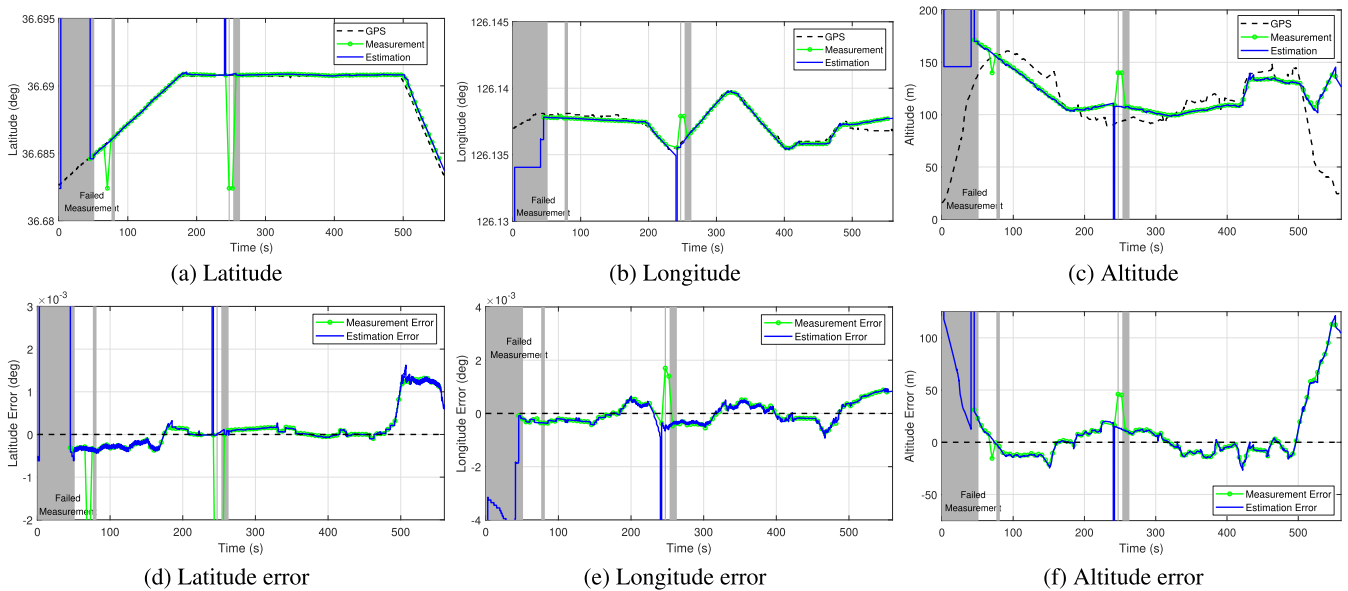 36.695
36.69
36.685
36.68
Latitude (deg)
GPS
Measurement
Estimation
Failed
Measurement
0 100 200 300 400 500
Time (s)
(a) Latitude
126.145
126.14
126.135
126.13
Longitude (deg)
GPS
Measurement
Estimation
Failed
Measurement
0 100 200 300 400 500
Time (s)
(b) Longitude
200
150
100
50
0
Altitude (m)
GPS
Measurement
Estimation
Failed
Measurement
0 100 200 300 400 500
Time (s)
(c) Altitude
×10-3
3
2
1
0
-1
-2
Latitude Error (deg)
Measurement Error
Estimation Error
Failed
Measurement
0 100 200 300 400 500
Time (s)
(d) Latitude error
×10-3
4
2
0
-2
-4
Longitude Error (deg)
Measurement Error
Estimation Error
Failed
Measurement
0 100 200 300 400 500
Time (s)
(e) Longitude error
100
50
0
-50
Altitude Error (m)
Failed
Measurement
Measurement Error
Estimation Error
0 100 200 300 400 500
Time (s)
(f) Altitude error